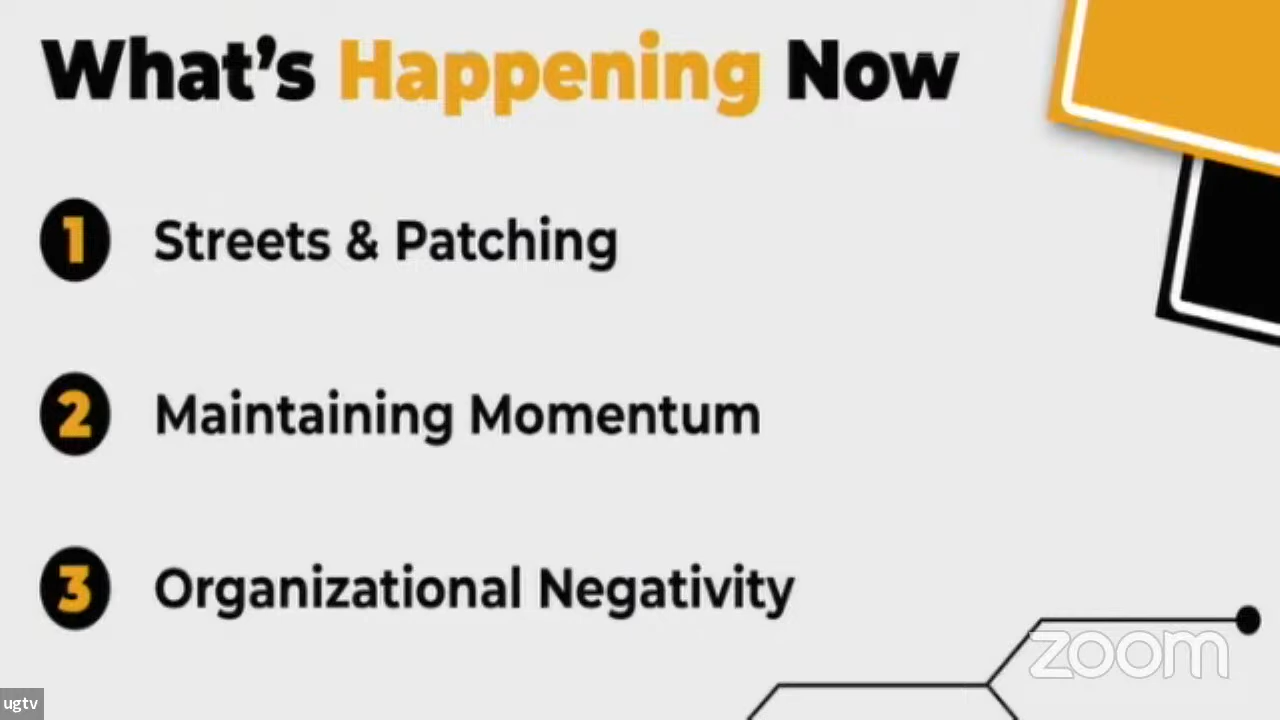 What's Happening Now
1 Streets & Patching
2 Maintaining Momentum
3 Organizational Negativity
zoom
ugtv